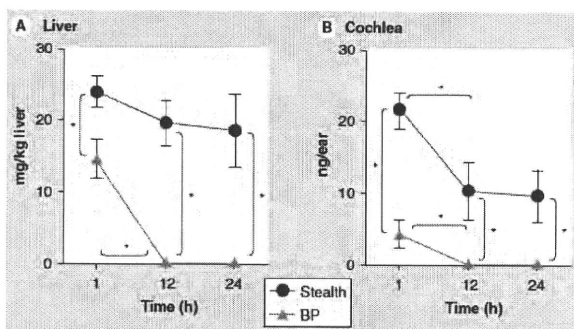 A Liver
30
20
10
0
mg/kg liver
1 12 24
Time (h)
* * * *
B Cochlea
30
20
10
0
ng/ear
1 12 24
Time (h)
* * * * *
Stealth
BP